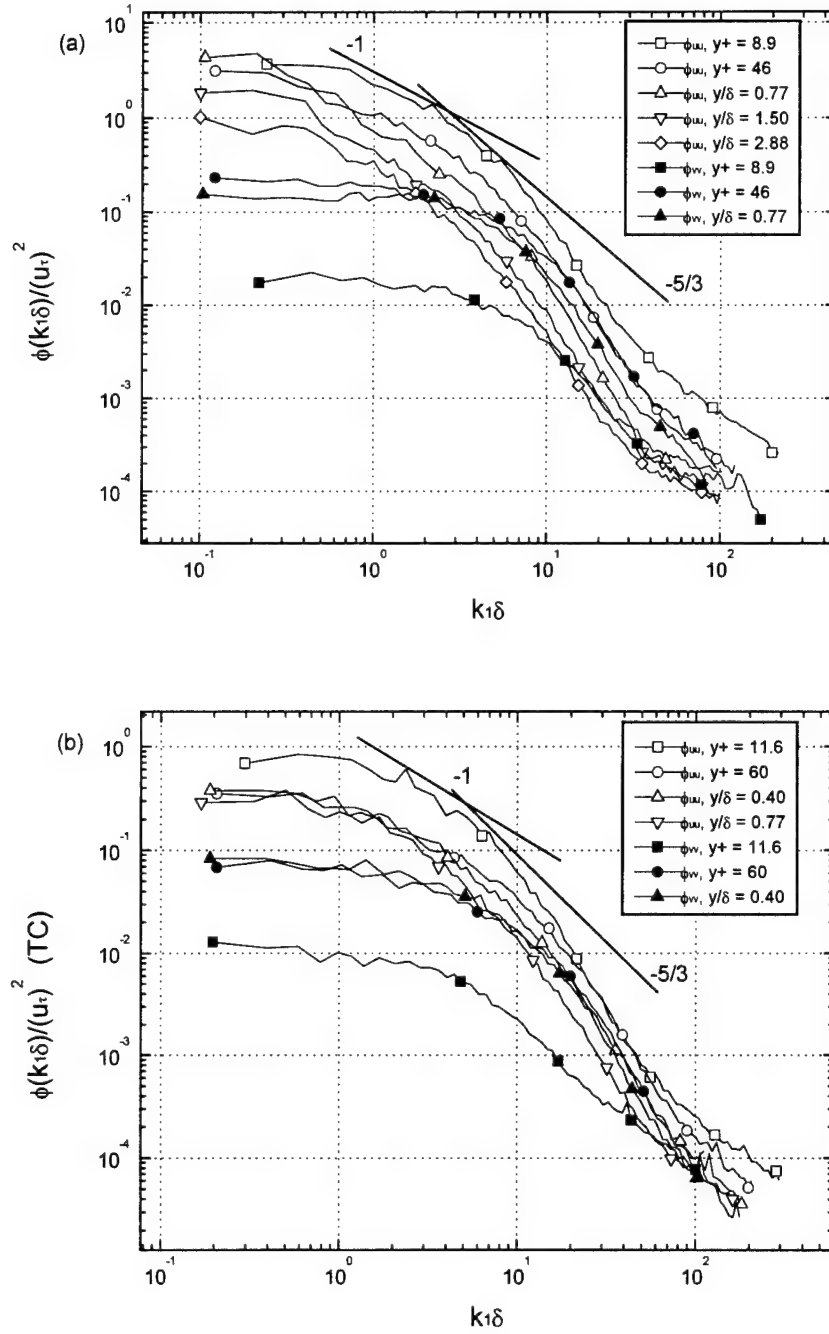 (a)
10¹
10⁰
10⁻¹
10⁻²
10⁻³
10⁻⁴
ϕ(k₁δ)/(uτ)²
-1
-5/3
ϕuu, y+ = 8.9
ϕuu, y+ = 46
ϕuu, y/δ = 0.77
ϕuu, y/δ = 1.50
ϕuu, y/δ = 2.88
ϕvv, y+ = 8.9
ϕvv, y+ = 46
ϕvv, y/δ = 0.77
10⁻¹ 10⁰ 10¹ 10²
k₁δ
(b)
10⁰
10⁻¹
10⁻²
10⁻³
10⁻⁴
ϕ(k₁δ)/(uτ)² (TC)
-1
-5/3
ϕuu, y+ = 11.6
ϕuu, y+ = 60
ϕuu, y/δ = 0.40
ϕuu, y/δ = 0.77
ϕvv, y+ = 11.6
ϕvv, y+ = 60
ϕvv, y/δ = 0.40
10⁻¹ 10⁰ 10¹ 10²
k₁δ